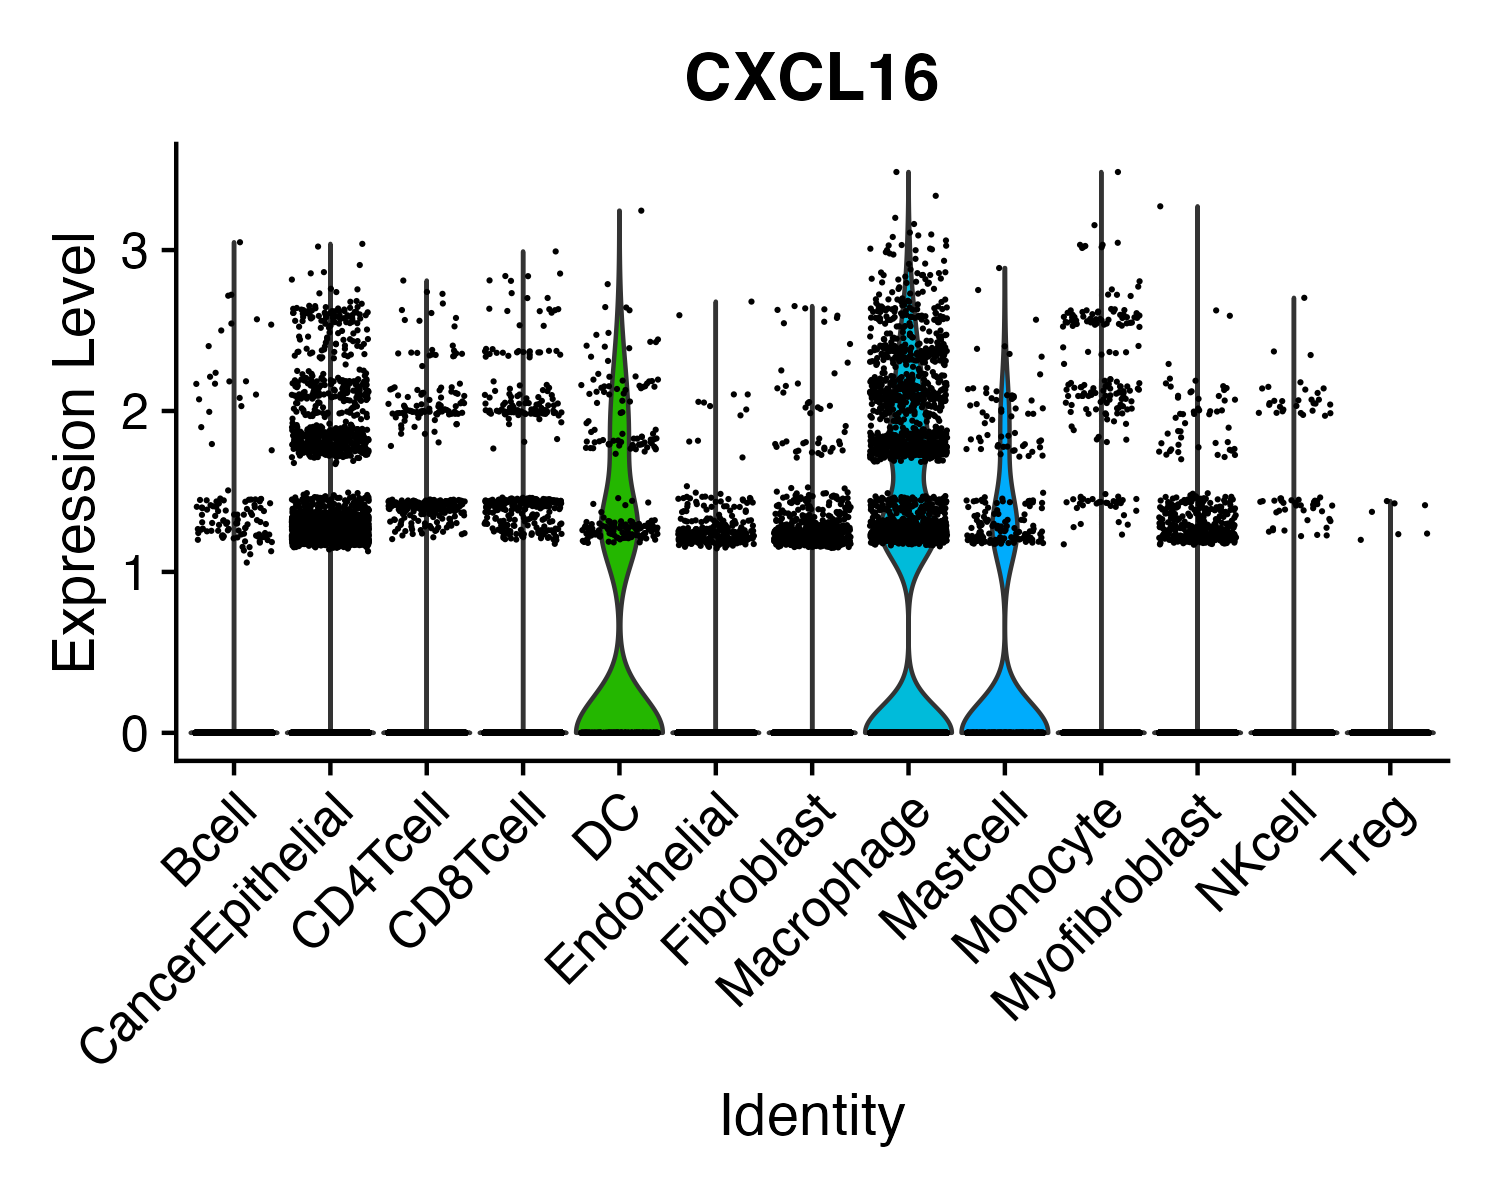 CXCL16
Expression Level
3
2
1
0
Bcell
CancerEpithelial
CD4Tcell
CD8Tcell
DC
Endothelial
Fibroblast
Macrophage
Mastcell
Monocyte
Myofibroblast
NKcell
Treg
Identity